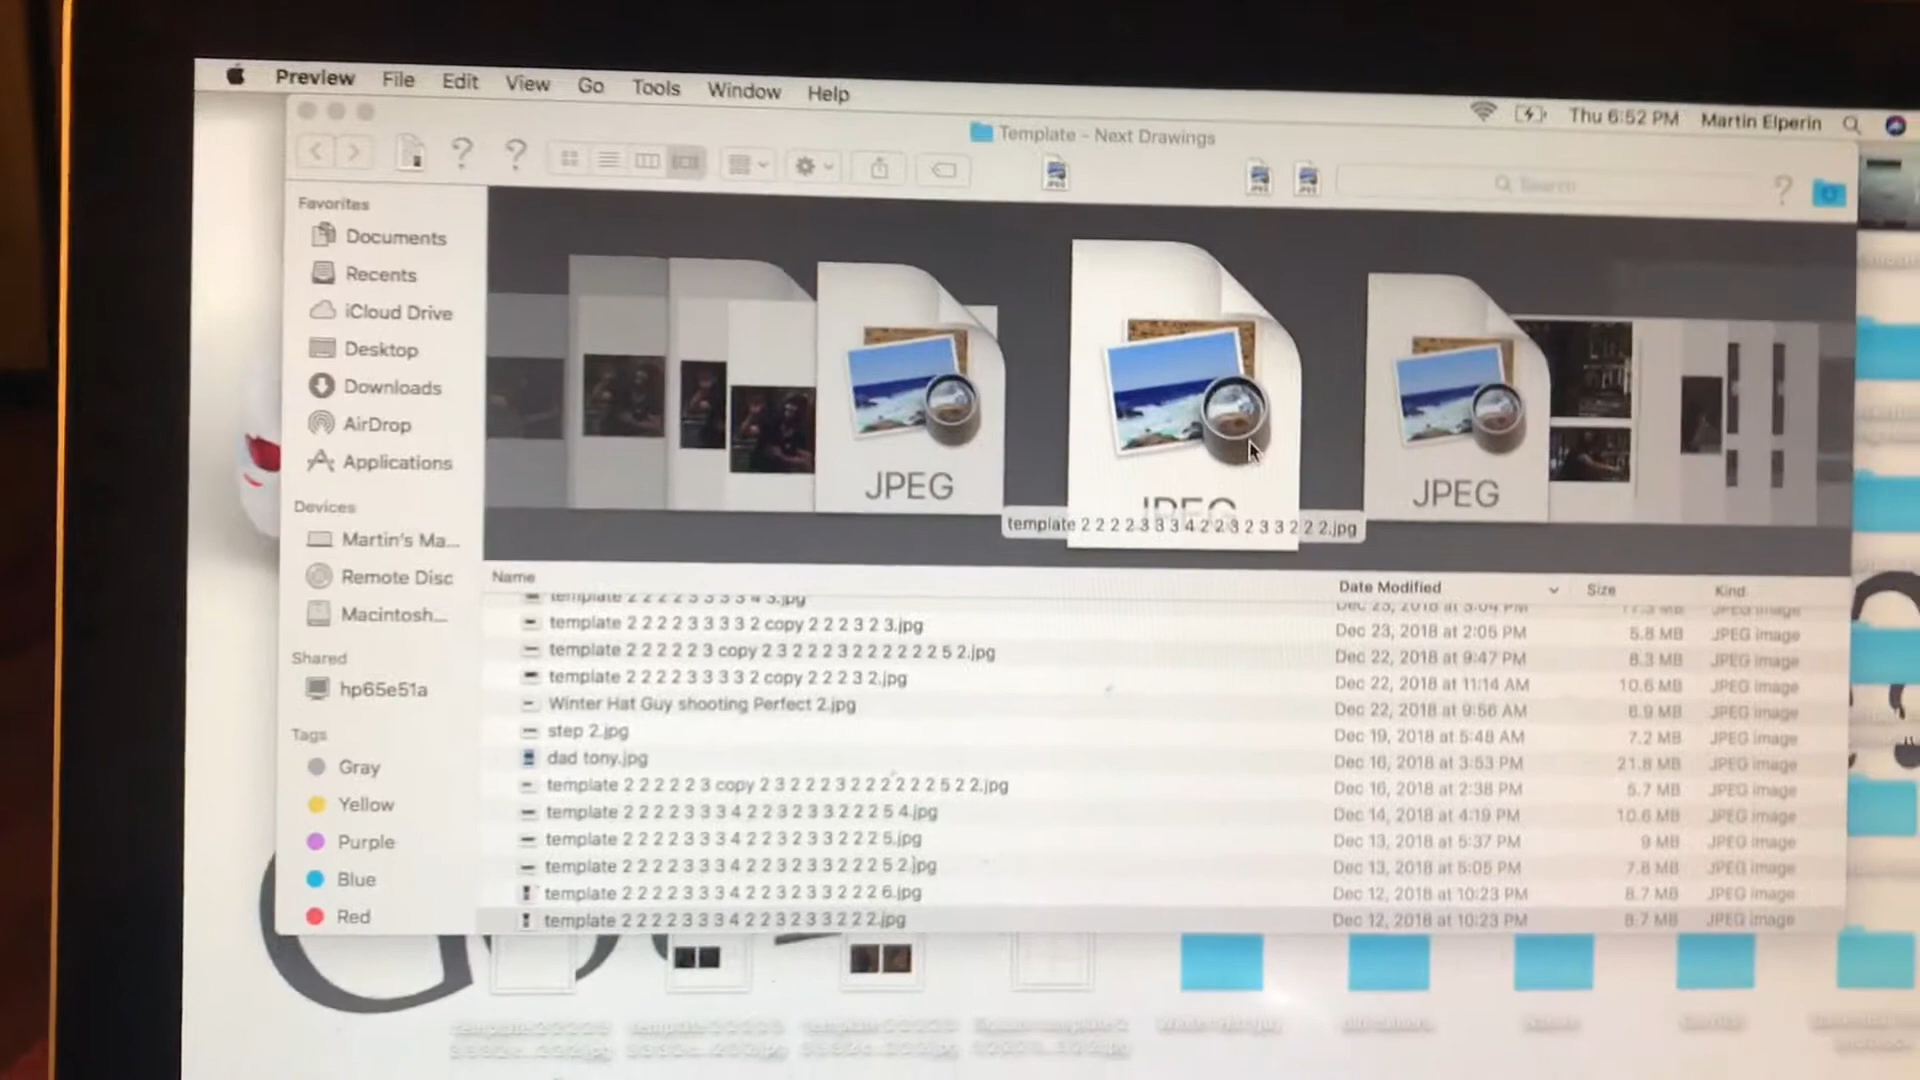 Preview File Edit View Go Tools Window Help
Thu 6:52 PM Martin Elperin
Template - Next Drawings
Search
Favorites
Documents
Recents
iCloud Drive
Desktop
Downloads
AirDrop
Applications
Devices
Martin's Ma...
Remote Disc
Macintosh...
Shared
hp65e51a
Tags
Gray
Yellow
Purple
Blue
Red
JPEG
JPEG
JPEG
template 2 2 2 2 3 3 3 4 2 2 3 2 3 3 2 2 2.jpg
Name Date Modified Size Kind
template 2 2 2 2 3 3 3 3 2 copy 2 2 2 3 2 3.jpg Dec 23, 2018 at 2:05 PM 5.8 MB JPEG image
template 2 2 2 2 2 3 copy 2 3 2 2 2 3 2 2 2 2 2 2 5 2.jpg Dec 22, 2018 at 9:47 PM 8.3 MB JPEG image
template 2 2 2 2 3 3 3 3 2 copy 2 2 2 3 2.jpg Dec 22, 2018 at 11:14 AM 10.6 MB JPEG image
Winter Hat Guy shooting Perfect 2.jpg Dec 22, 2018 at 9:56 AM 6.9 MB JPEG image
step 2.jpg Dec 19, 2018 at 5:48 AM 7.2 MB JPEG image
dad tony.jpg Dec 16, 2018 at 3:53 PM 21.8 MB JPEG image
template 2 2 2 2 2 3 copy 2 3 2 2 2 3 2 2 2 2 2 2 5 2 2.jpg Dec 16, 2018 at 2:38 PM 5.7 MB JPEG image
template 2 2 2 2 3 3 3 4 2 2 3 2 3 3 2 2 2 5 4.jpg Dec 14, 2018 at 4:19 PM 10.6 MB JPEG image
template 2 2 2 2 3 3 3 4 2 2 3 2 3 3 2 2 2 5.jpg Dec 13, 2018 at 5:37 PM 9 MB JPEG image
template 2 2 2 2 3 3 3 4 2 2 3 2 3 3 2 2 2 5 2.jpg Dec 13, 2018 at 5:05 PM 7.8 MB JPEG image
template 2 2 2 2 3 3 3 4 2 2 3 2 3 3 2 2 2 6.jpg Dec 12, 2018 at 10:23 PM 8.7 MB JPEG image
template 2 2 2 2 3 3 3 4 2 2 3 2 3 3 2 2 2.jpg Dec 12, 2018 at 10:23 PM 8.7 MB JPEG image